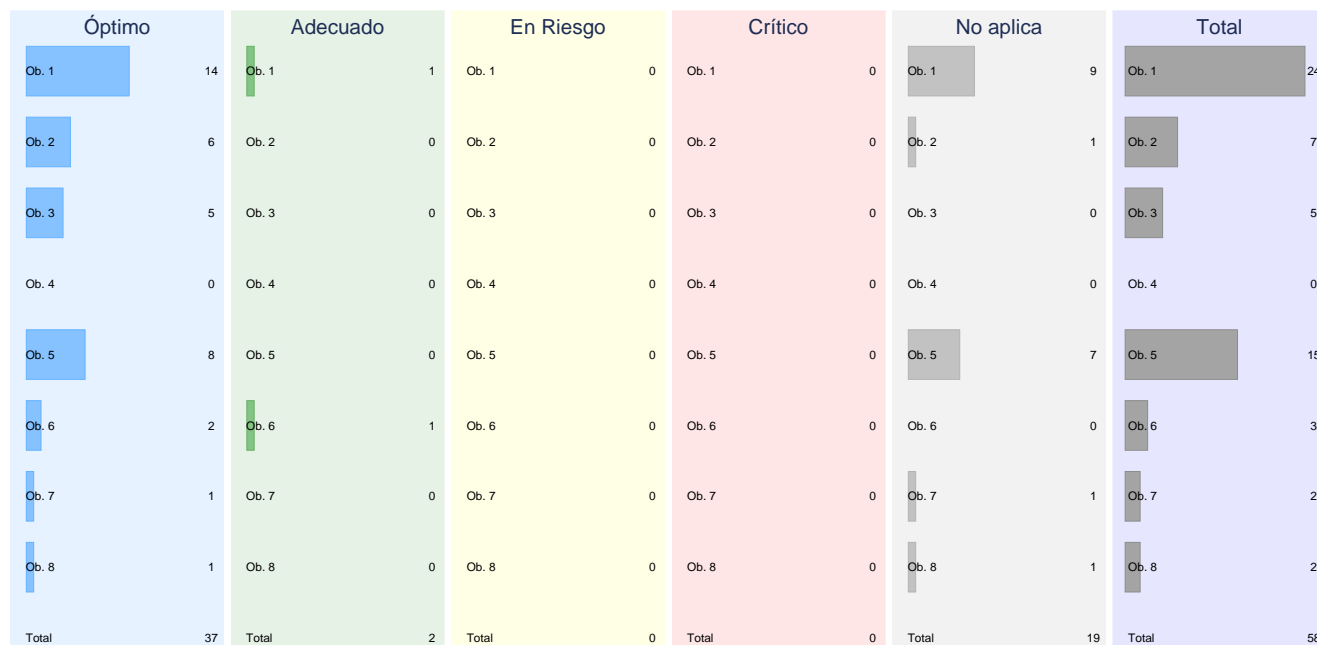 Óptimo Adecuado En Riesgo Crítico No aplica Total
Ob. 1 14 Ob. 1 1 Ob. 1 0 Ob. 1 0 Ob. 1 9 Ob. 1 24
Ob. 2 6 Ob. 2 0 Ob. 2 0 Ob. 2 0 Ob. 2 1 Ob. 2 7
Ob. 3 5 Ob. 3 0 Ob. 3 0 Ob. 3 0 Ob. 3 0 Ob. 3 5
Ob. 4 0 Ob. 4 0 Ob. 4 0 Ob. 4 0 Ob. 4 0 Ob. 4 0
Ob. 5 8 Ob. 5 0 Ob. 5 0 Ob. 5 0 Ob. 5 7 Ob. 5 15
Ob. 6 2 Ob. 6 1 Ob. 6 0 Ob. 6 0 Ob. 6 0 Ob. 6 3
Ob. 7 1 Ob. 7 0 Ob. 7 0 Ob. 7 0 Ob. 7 1 Ob. 7 2
Ob. 8 1 Ob. 8 0 Ob. 8 0 Ob. 8 0 Ob. 8 1 Ob. 8 2
Total 37 Total 2 Total 0 Total 0 Total 19 Total 58